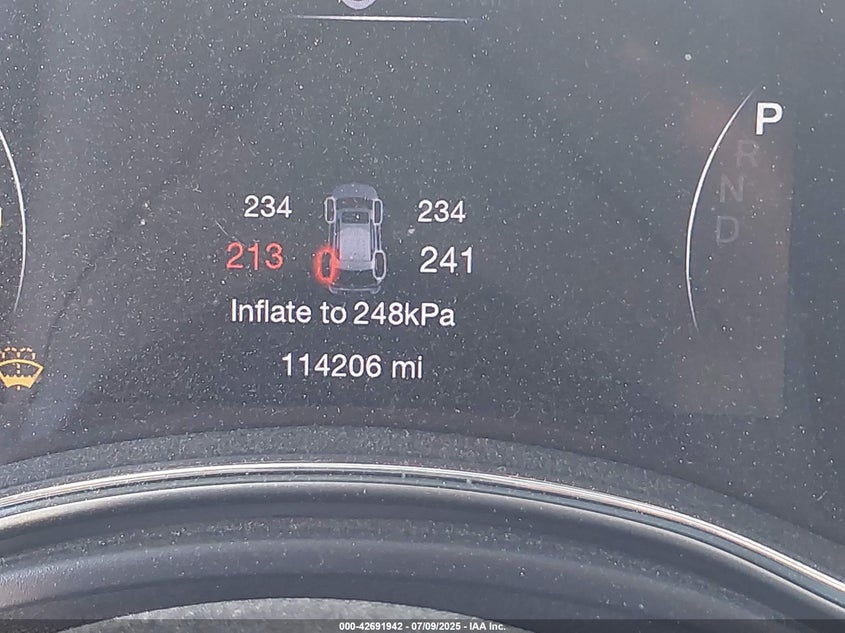 P
R
N
D
234 234
213 241
Inflate to 248kPa
114206 mi
000-42691942 - 07/09/2025 - IAA Inc.